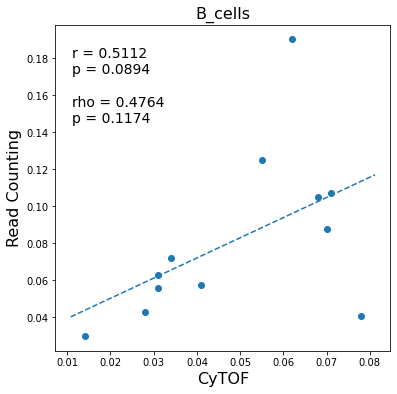 B_cells
r = 0.5112
p = 0.0894
rho = 0.4764
p = 0.1174
Read Counting
0.18
0.16
0.14
0.12
0.10
0.08
0.06
0.04
0.01 0.02 0.03 0.04 0.05 0.06 0.07 0.08
CyTOF